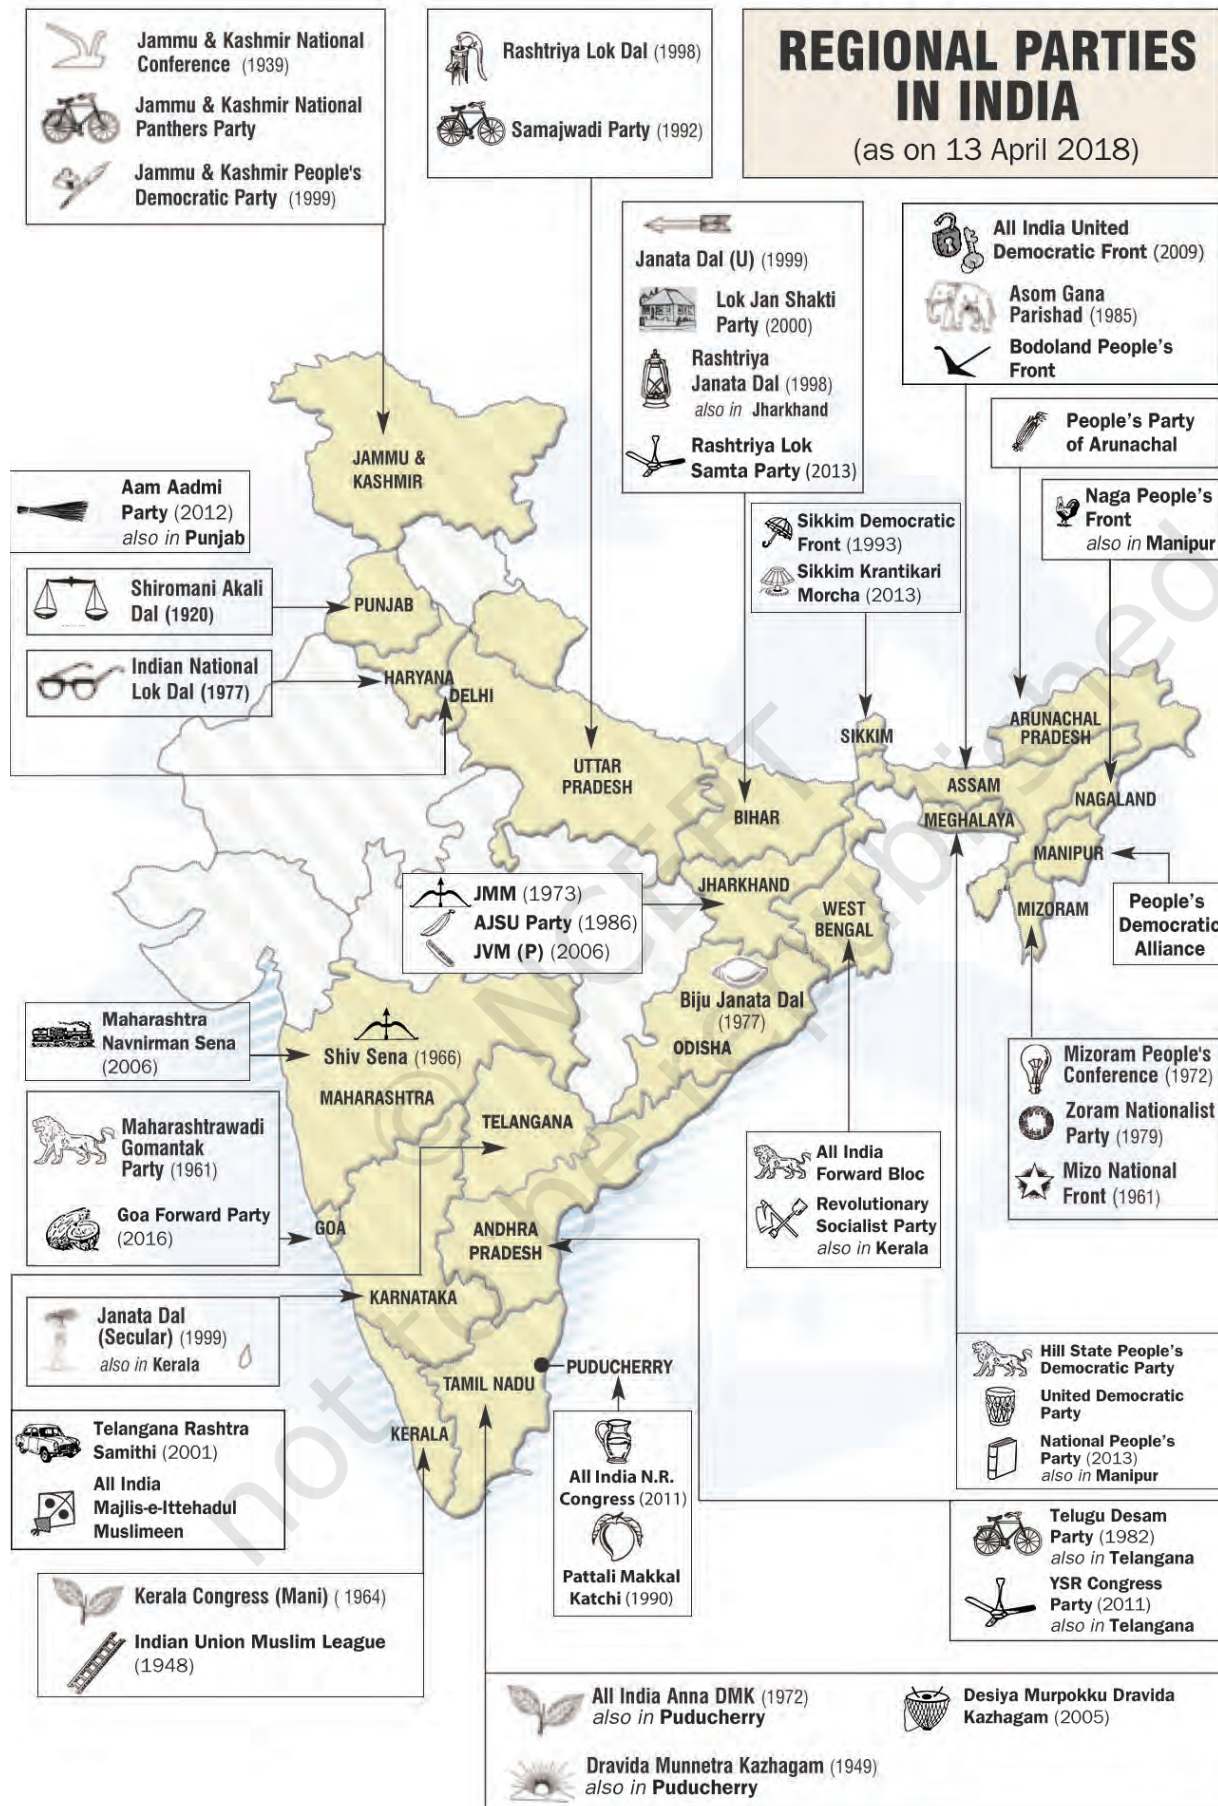 REGIONAL PARTIES
IN INDIA
(as on 13 April 2018)
Jammu & Kashmir National
Conference (1939)
Jammu & Kashmir National
Panthers Party
Jammu & Kashmir People's
Democratic Party (1999)
Rashtriya Lok Dal (1998)
Samajwadi Party (1992)
Janata Dal (U) (1999)
Lok Jan Shakti
Party (2000)
Rashtriya
Janata Dal (1998)
also in Jharkhand
Rashtriya Lok
Samta Party (2013)
All India United
Democratic Front (2009)
Asom Gana
Parishad (1985)
Bodoland People's
Front
People's Party
of Arunachal
Naga People's
Front
also in Manipur
Sikkim Democratic
Front (1993)
Sikkim Krantikari
Morcha (2013)
Aam Aadmi
Party (2012)
also in Punjab
Shiromani Akali
Dal (1920)
Indian National
Lok Dal (1977)
JAMMU &
KASHMIR
PUNJAB
HARYANA
DELHI
UTTAR
PRADESH
BIHAR
SIKKIM
ARUNACHAL
PRADESH
ASSAM
NAGALAND
MEGHALAYA
MANIPUR
MIZORAM
JHARKHAND
WEST
BENGAL
JMM (1973)
AJSU Party (1986)
JVM (P) (2006)
People's
Democratic
Alliance
Biju Janata Dal
(1977)
ODISHA
Maharashtra
Navnirman Sena
(2006)
Shiv Sena (1966)
MAHARASHTRA
TELANGANA
Maharashtrawadi
Gomantak
Party (1961)
Goa Forward Party
(2016)
GOA
ANDHRA
PRADESH
KARNATAKA
Mizoram People's
Conference (1972)
Zoram Nationalist
Party (1979)
Mizo National
Front (1961)
All India
Forward Bloc
Revolutionary
Socialist Party
also in Kerala
Janata Dal
(Secular) (1999)
also in Kerala
TAMIL NADU
PUDUCHERRY
KERALA
Telangana Rashtra
Samithi (2001)
All India
Majlis-e-Ittehadul
Muslimeen
All India N.R.
Congress (2011)
Pattali Makkal
Katchi (1990)
Hill State People's
Democratic Party
United Democratic
Party
National People's
Party (2013)
also in Manipur
Telugu Desam
Party (1982)
also in Telangana
YSR Congress
Party (2011)
also in Telangana
Kerala Congress (Mani) ( 1964)
Indian Union Muslim League
(1948)
All India Anna DMK (1972)
also in Puducherry
Desiya Murpokku Dravida
Kazhagam (2005)
Dravida Munnetra Kazhagam (1949)
also in Puducherry
© NCERT
not to be republished